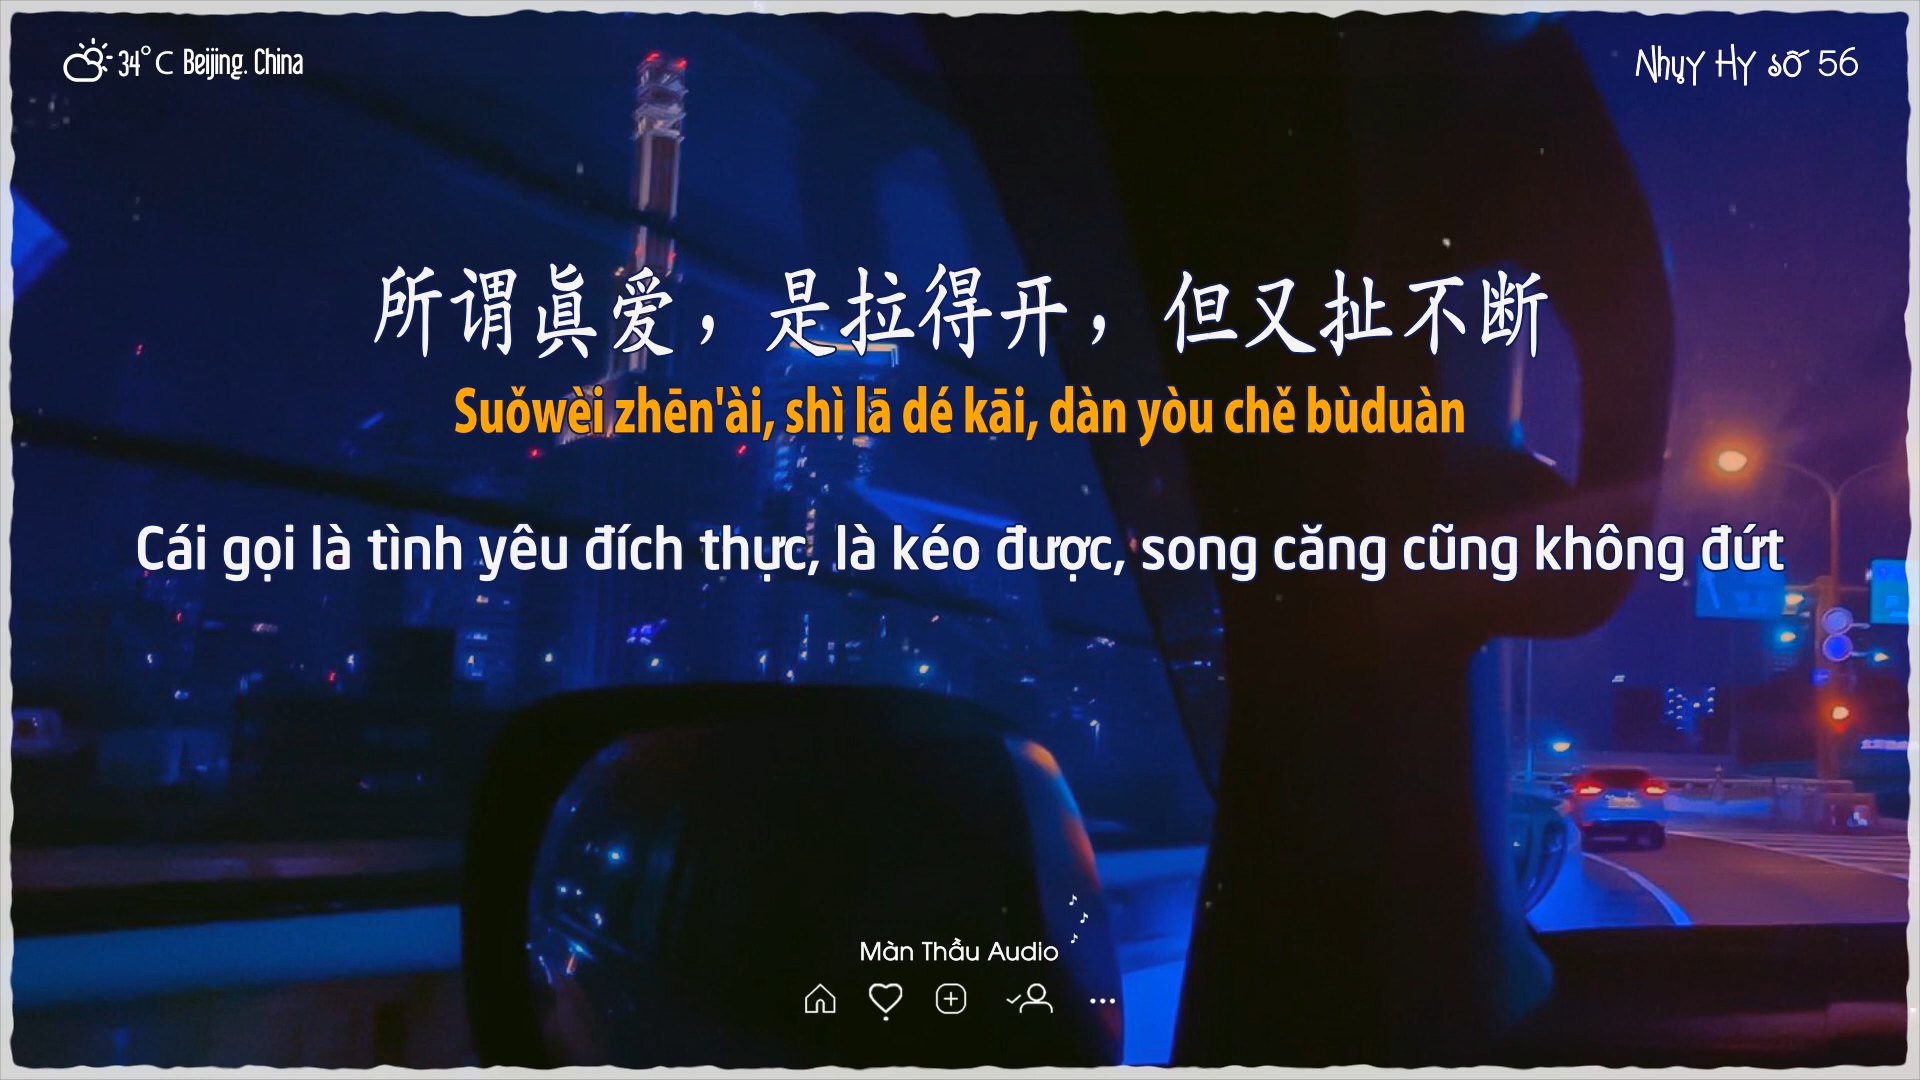 34° C Beijing. China
Nhụy Hy số 56
所谓真爱，是拉得开，但又扯不断
Suǒwèi zhēn'ài, shì lā dé kāi, dàn yòu chě bùduàn
Cái gọi là tình yêu đích thực, là kéo được, song căng cũng không đứt
Màn Thầu Audio